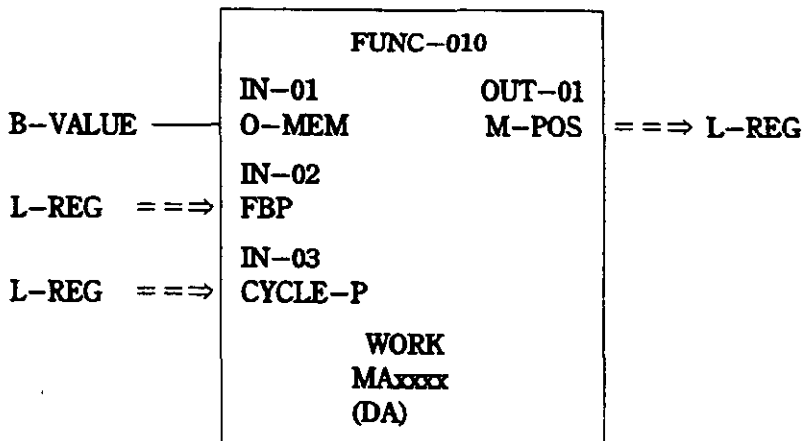 FUNC-010
IN-01 OUT-01
B-VALUE O-MEM M-POS ==⇒ L-REG
IN-02
L-REG ==⇒ FBP
IN-03
L-REG ==⇒ CYCLE-P
WORK
MAxxxx
(DA)